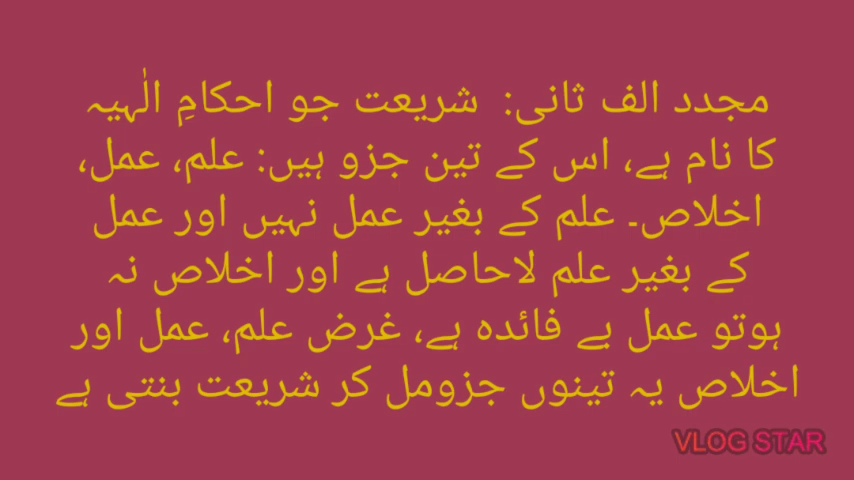 مجدد الف ثانی: شریعت جو احکامِ الٰہیہ
کا نام ہے، اس کے تین جزو ہیں: علم، عمل،
اخلاص۔ علم کے بغیر عمل نہیں اور عمل
کے بغیر علم لاحاصل ہے اور اخلاص نہ
ہوتو عمل بے فائدہ ہے، غرض علم، عمل اور
اخلاص یہ تینوں جزومل کر شریعت بنتی ہے
VLOG STAR